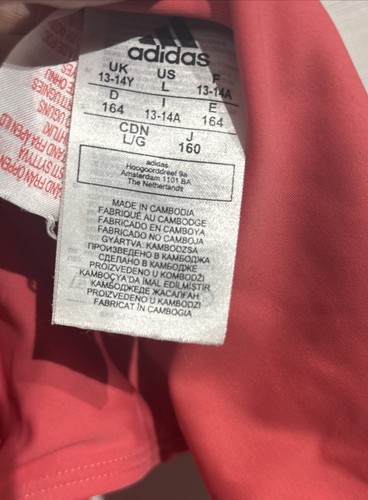 adidas
UK US F
13-14Y L 13-14A
D I E
164 13-14A 164
CDN J
L/G 160
adidas
Hoogoorddreef 9a
Amsterdam 1101 BA
The Netherlands
MADE IN CAMBODIA
FABRIQUÉ AU CAMBODGE
FABRICADO EN CAMBOYA
FABRICADO NO CAMBOJA
GYÁRTVA: KAMBODZSA
ПРОИЗВЕДЕНО В КАМБОДЖА
СДЕЛАНО В КАМБОДЖЕ
PROIZVEDENO U KOMBODŽI
KAMBOÇYA'DA İMAL EDİLMİŞTİR
КАМБОДЖЕДЕ ЖАСАЛҒАН
PROIZVEDENO U KAMBODŽI
FABRICAT ÎN CAMBOGIA